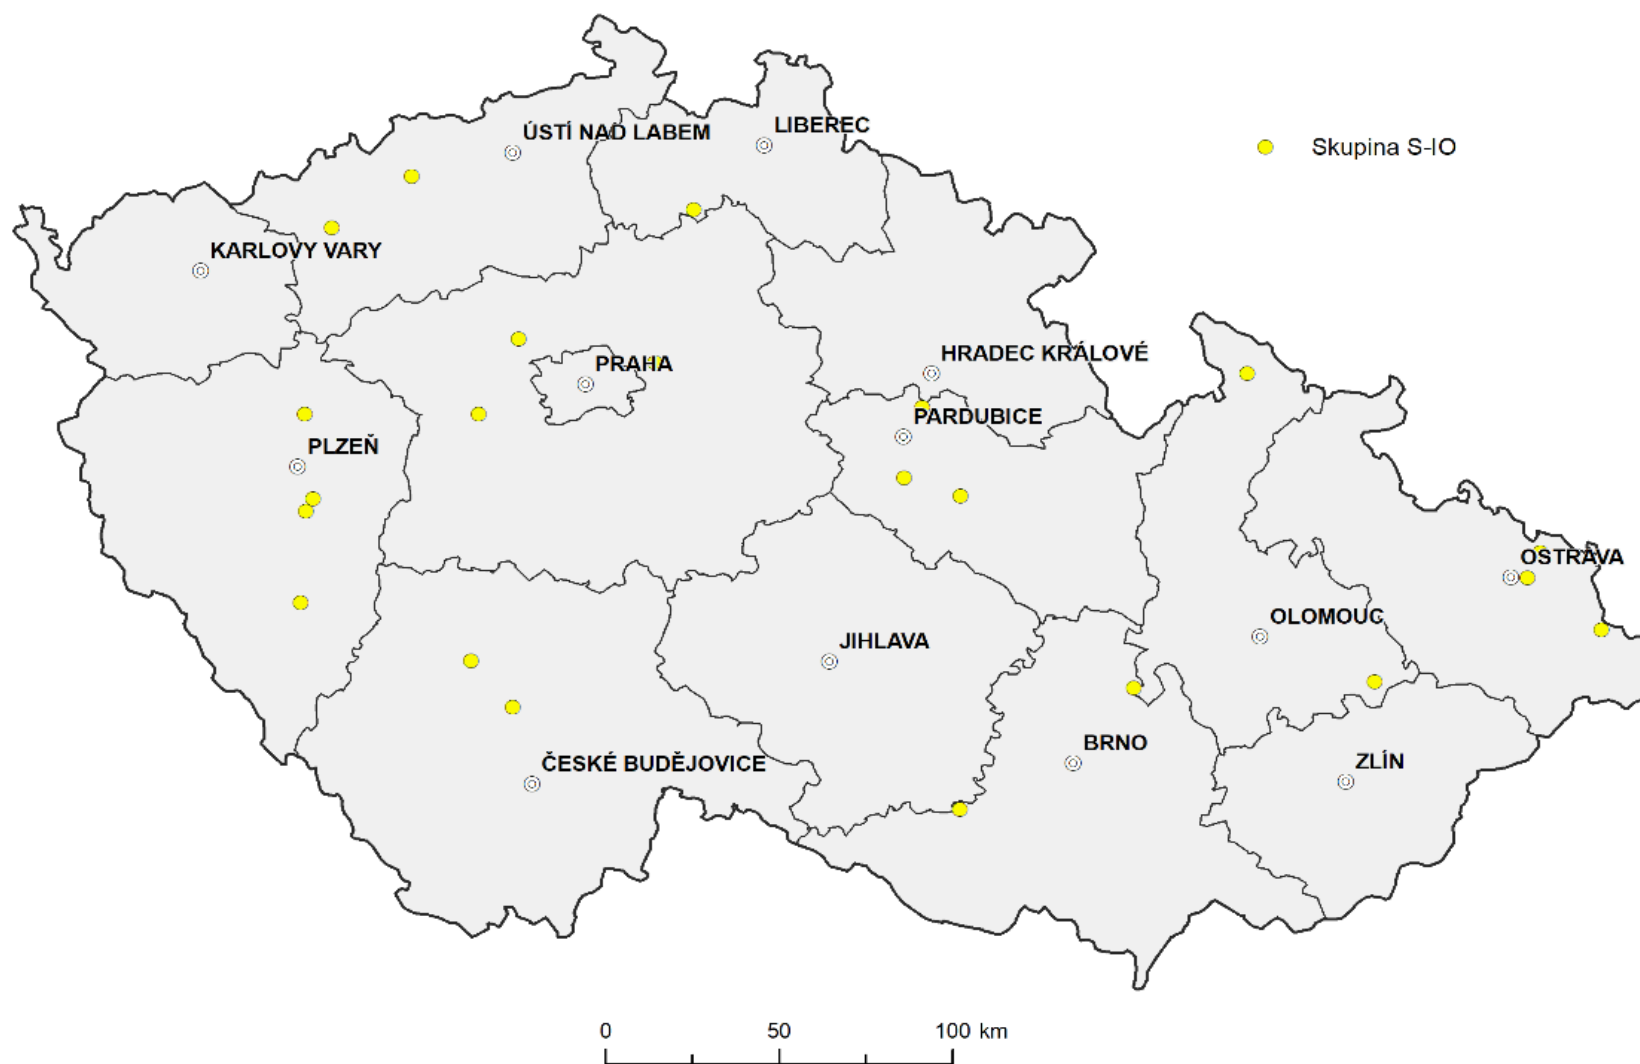 ÚSTÍ NAD LABEM
LIBEREC
Skupina S-IO
KARLOVY VARY
PRAHA
HRADEC KRÁLOVÉ
PARDUBICE
PLZEŇ
OSTRAVA
OLOMOUC
JIHLAVA
BRNO
ČESKÉ BUDĚJOVICE
ZLÍN
0 50 100 km